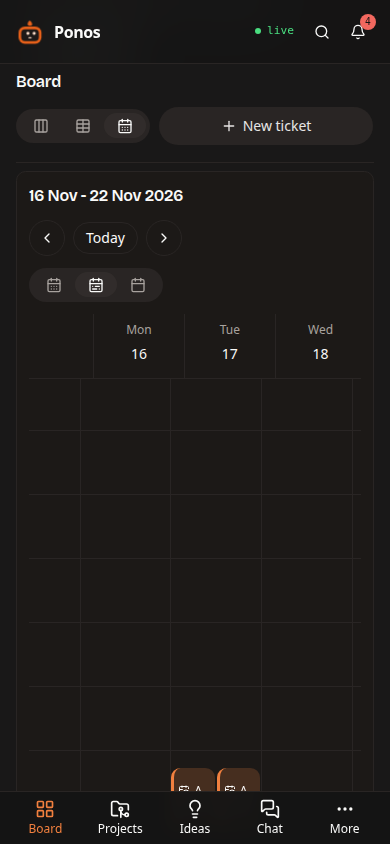 Ponos
live
4
Board
New ticket
16 Nov - 22 Nov 2026
Today
Mon
Tue
Wed
16
17
18
A
A
Board
Projects
Ideas
Chat
More